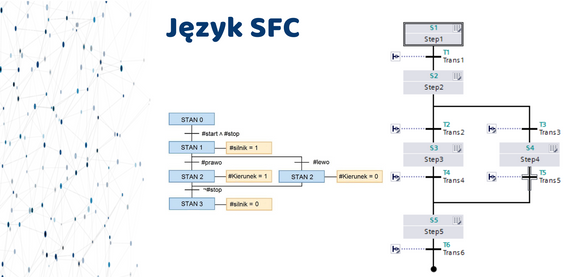 Język SFC
STAN 0
#start ∧ #stop
STAN 1
#silnik = 1
#prawo
#lewo
STAN 2
#Kierunek = 1
STAN 2
#Kierunek = 0
¬#stop
STAN 3
#silnik = 0
S1
Step1
T1
Trans1
S2
Step2
T2
Trans2
T3
Trans3
S3
Step3
S4
Step4
T4
Trans4
T5
Trans5
S5
Step5
T6
Trans6